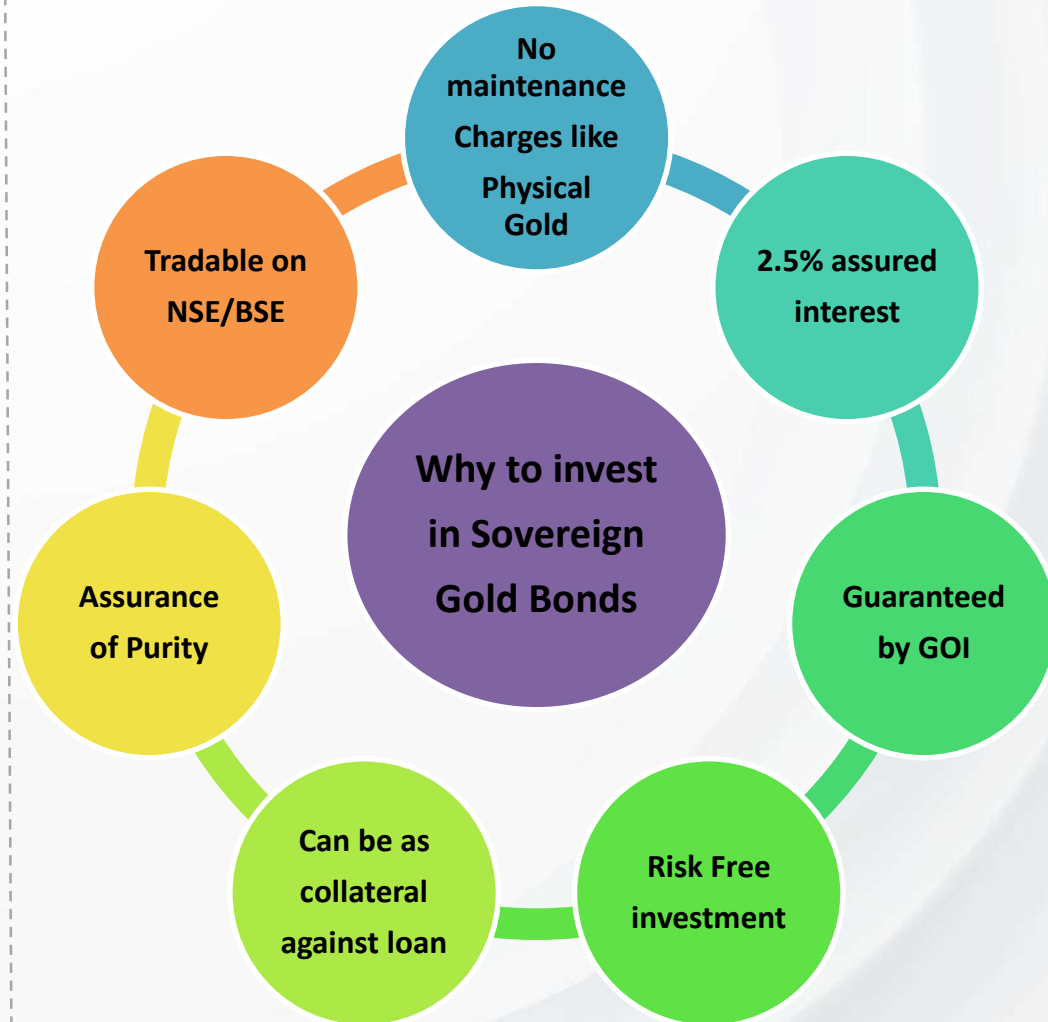 No
maintenance
Charges like
Physical
Gold
2.5% assured
interest
Guaranteed
by GOI
Risk Free
investment
Can be as
collateral
against loan
Assurance
of Purity
Tradable on
NSE/BSE
Why to invest
in Sovereign
Gold Bonds